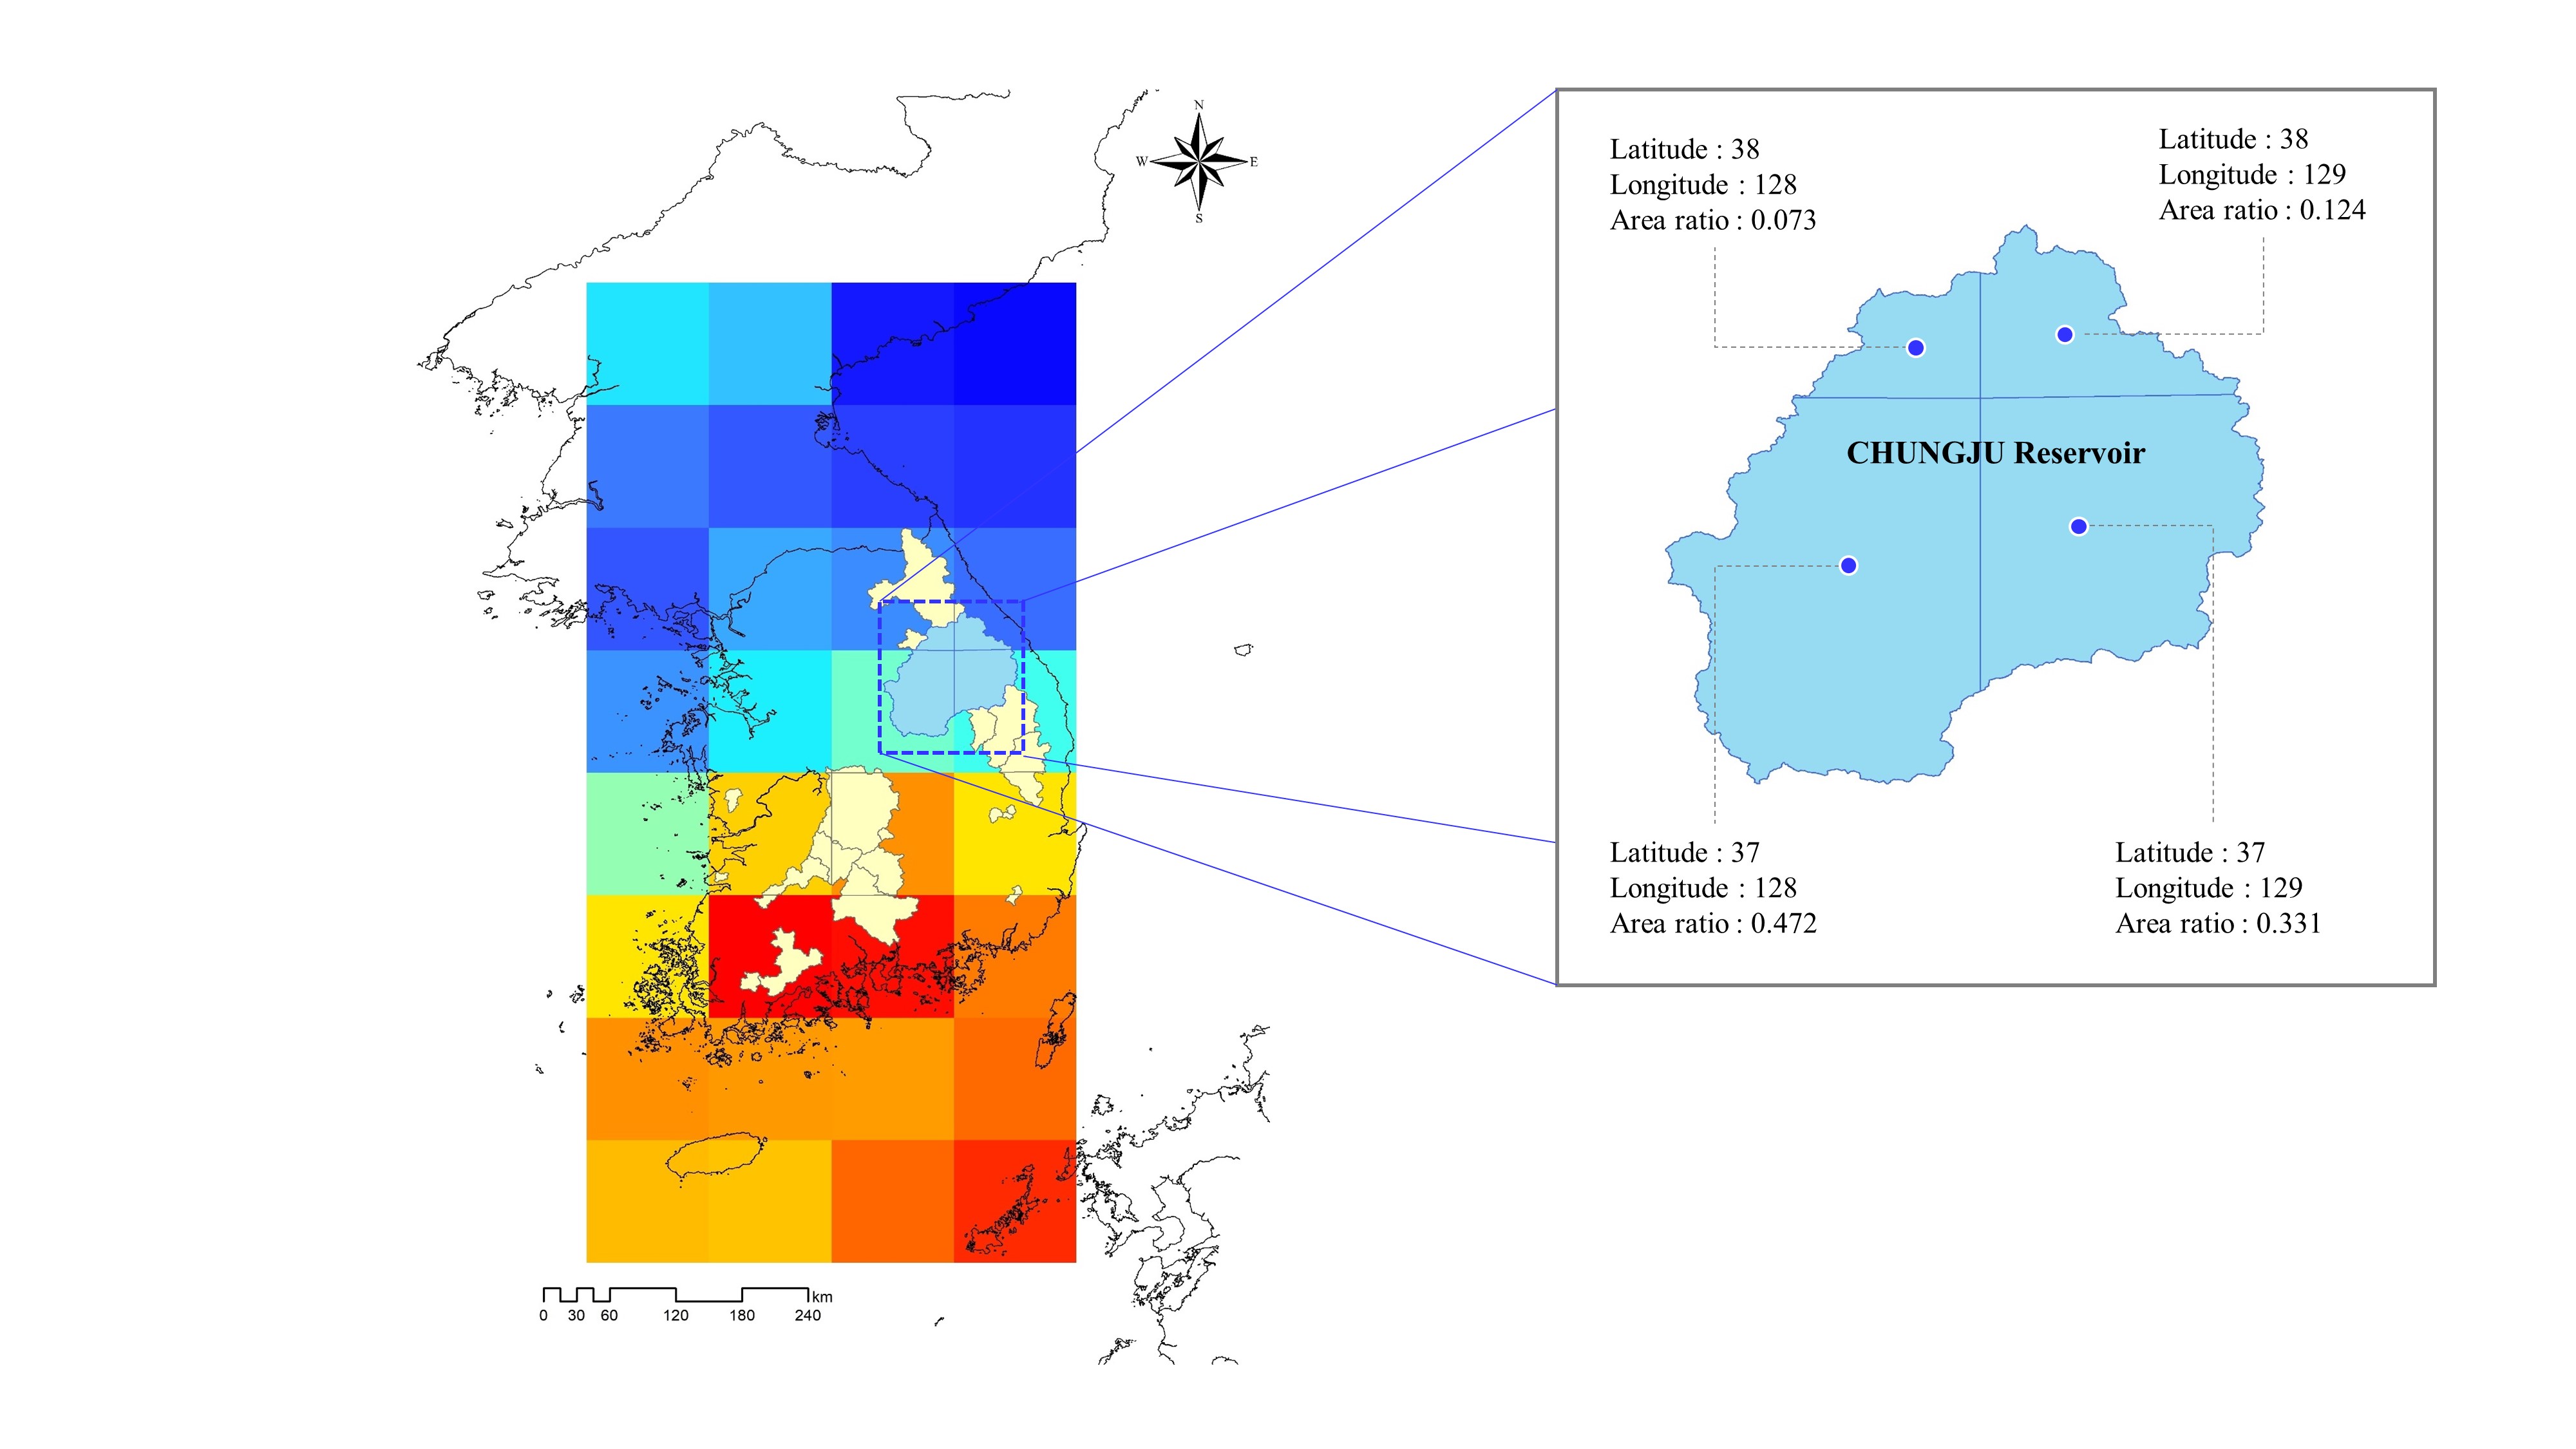 N
W
E
S
Latitude : 38
Longitude : 128
Area ratio : 0.073
Latitude : 38
Longitude : 129
Area ratio : 0.124
CHUNGJU Reservoir
Latitude : 37
Longitude : 128
Area ratio : 0.472
Latitude : 37
Longitude : 129
Area ratio : 0.331
km
0 30 60 120 180 240